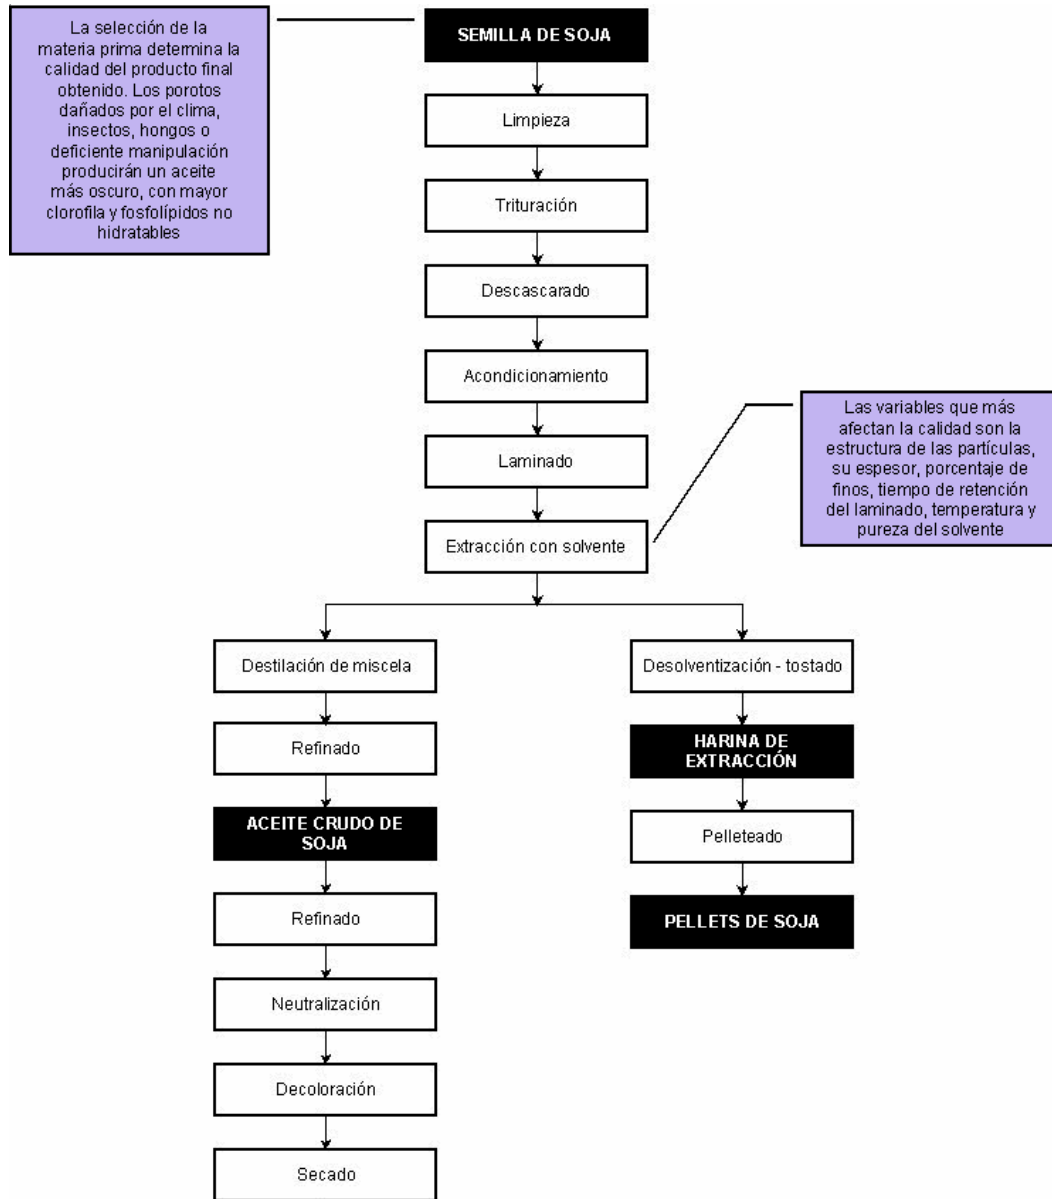 La selección de la
materia prima determina la
calidad del producto final
obtenido. Los porotos
dañados por el clima,
insectos, hongos o
deficiente manipulación
producirán un aceite
más oscuro, con mayor
clorofila y fosfolípidos no
hidratables
SEMILLA DE SOJA
Limpieza
Trituración
Descascarado
Acondicionamiento
Laminado
Extracción con solvente
Las variables que más
afectan la calidad son la
estructura de las partículas,
su espesor, porcentaje de
finos, tiempo de retención
del laminado, temperatura y
pureza del solvente
Destilación de miscela
Refinado
ACEITE CRUDO DE
SOJA
Refinado
Neutralización
Decoloración
Secado
Desolventización - tostado
HARINA DE
EXTRACCIÓN
Pelleteado
PELLETS DE SOJA